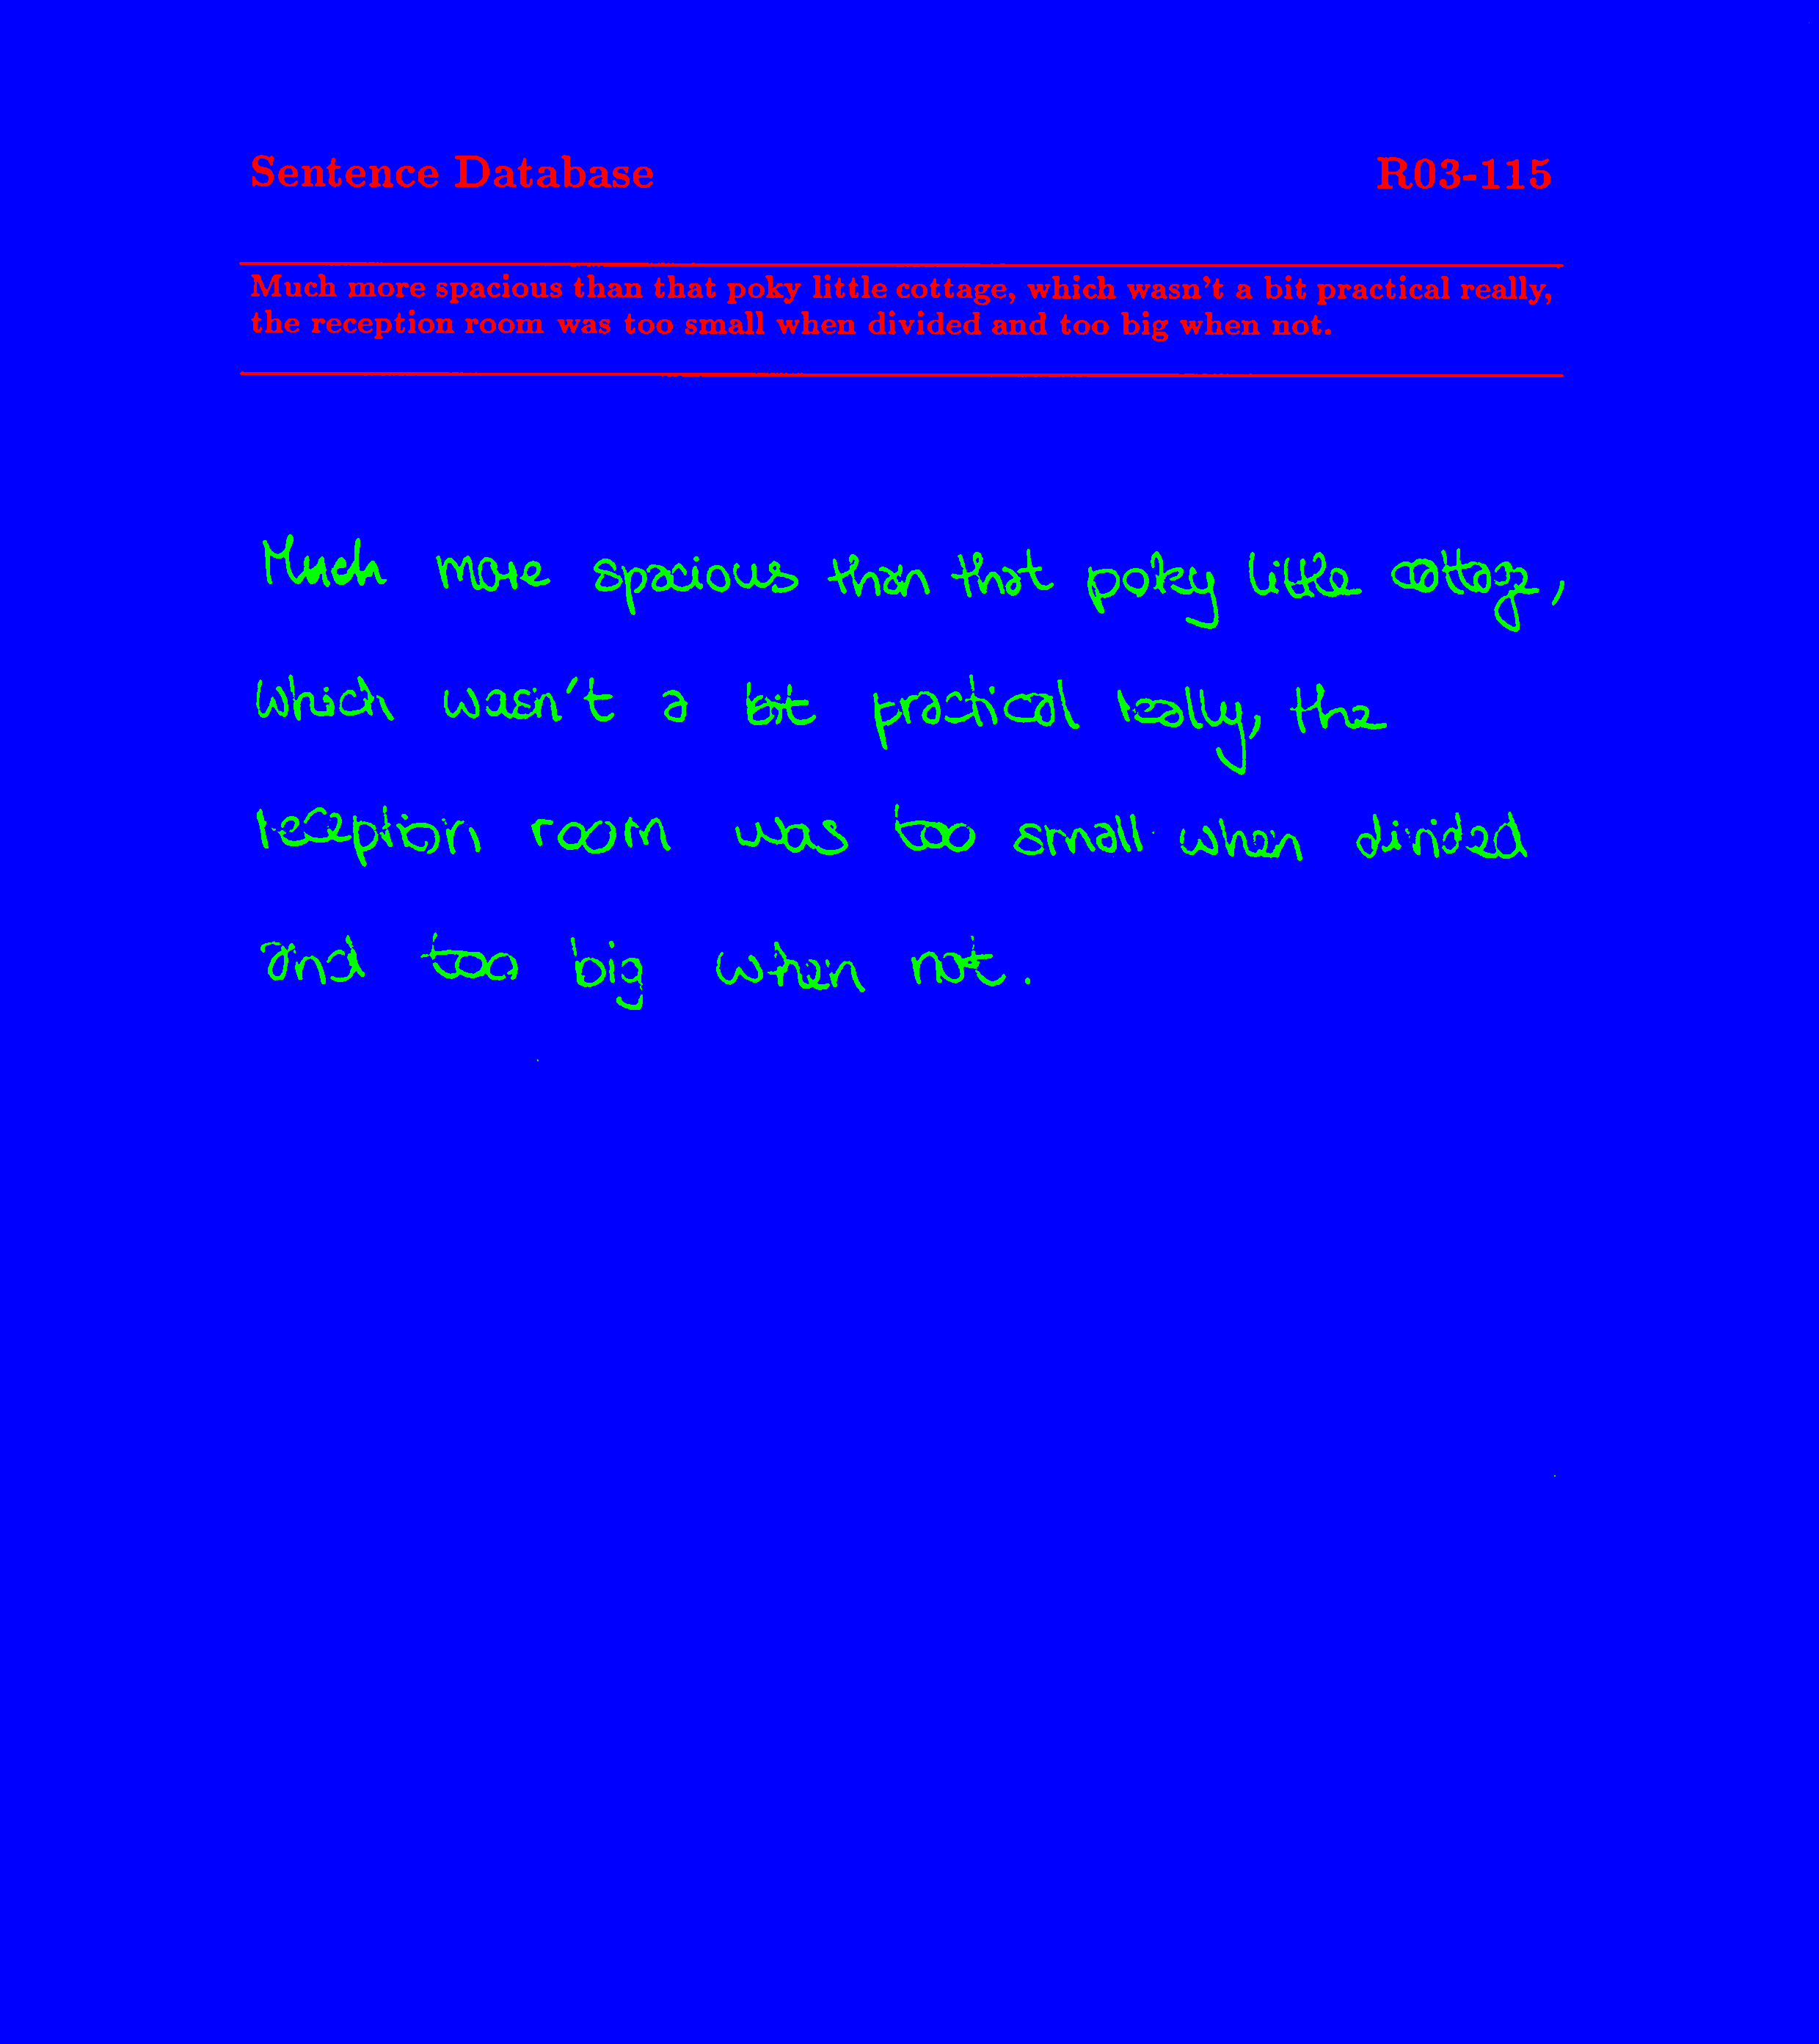 Sentence Database R03-115
Much more spacious than that poky little cottage, which wasn't a bit practical really,
the reception room was too small when divided and too big when not.
Much more spacious than that poky little cottage,
which wasn't a bit practical really, the
reception room was too small when divided
and too big when not.